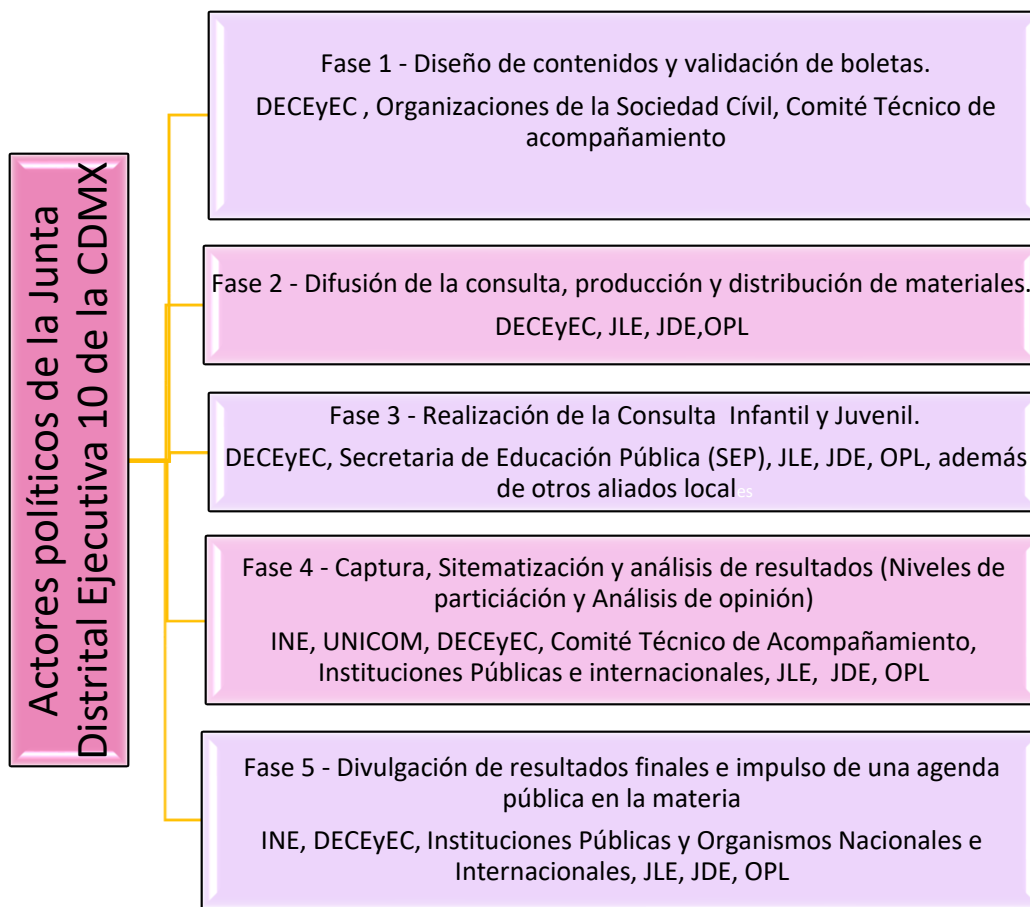 Actores políticos de la Junta
Distrital Ejecutiva 10 de la CDMX
Fase 1 - Diseño de contenidos y validación de boletas.
DECEyEC , Organizaciones de la Sociedad Cívil, Comité Técnico de
acompañamiento
Fase 2 - Difusión de la consulta, producción y distribución de materiales.
DECEyEC, JLE, JDE,OPL
Fase 3 - Realización de la Consulta Infantil y Juvenil.
DECEyEC, Secretaria de Educación Pública (SEP), JLE, JDE, OPL, además
de otros aliados locales
Fase 4 - Captura, Sitematización y análisis de resultados (Niveles de
particiáción y Análisis de opinión)
INE, UNICOM, DECEyEC, Comité Técnico de Acompañamiento,
Instituciones Públicas e internacionales, JLE, JDE, OPL
Fase 5 - Divulgación de resultados finales e impulso de una agenda
pública en la materia
INE, DECEyEC, Instituciones Públicas y Organismos Nacionales e
Internacionales, JLE, JDE, OPL